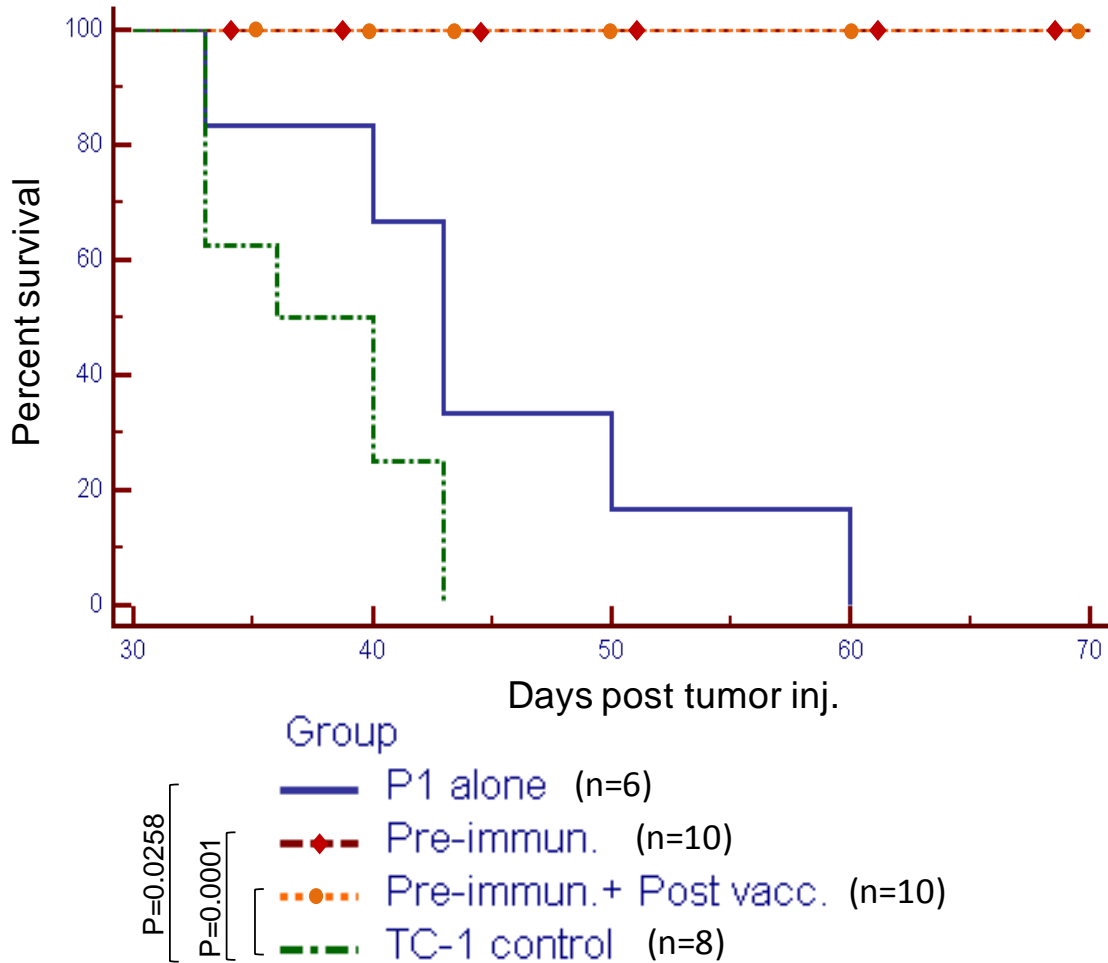 Percent survival
100
80
60
40
20
0
30 40 50 60 70
Days post tumor inj.
Group
P1 alone (n=6)
Pre-immun. (n=10)
Pre-immun.+ Post vacc. (n=10)
TC-1 control (n=8)
P=0.0258
P=0.0001